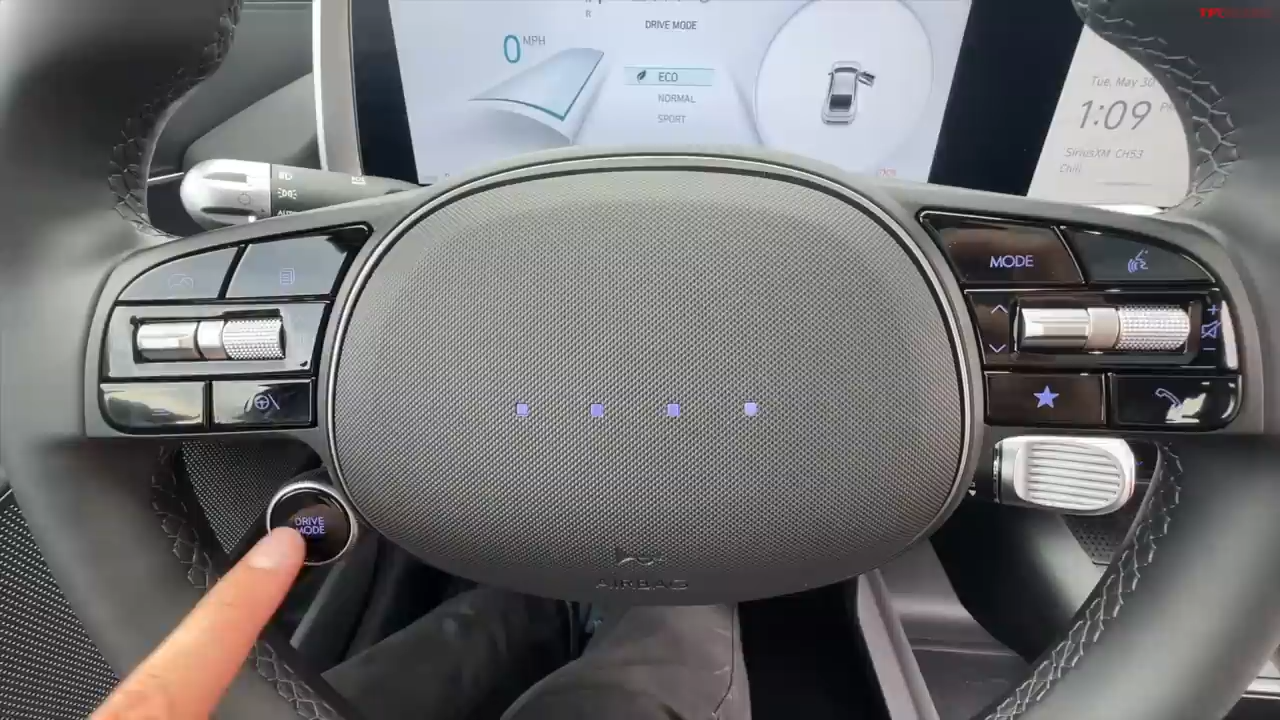 R
DRIVE MODE
0 MPH
ECO
NORMAL
SPORT
Tue. May 30
1:09
SiriusXM CH53
Chill
MODE
DRIVE
MODE
AIRBAG